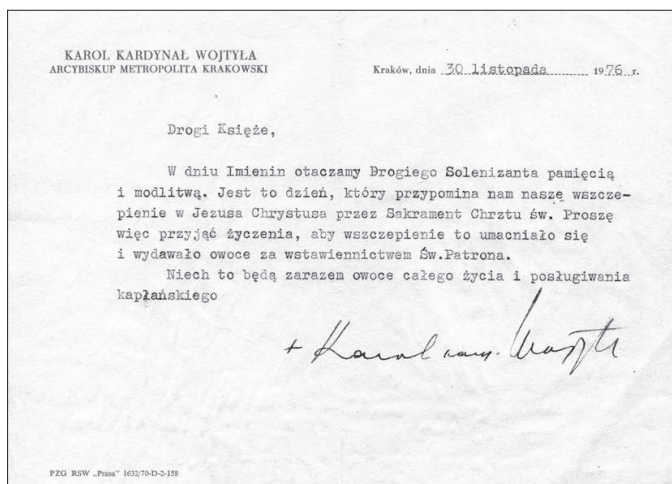 KAROL KARDYNAŁ WOJTYŁA
ARCYBISKUP METROPOLITA KRAKOWSKI
Kraków, dnia 30 listopada 1976 r.
Drogi Księże,
W dniu Imienin otaczamy Drogiego Solenizanta pamięcią
i modlitwą. Jest to dzień, który przypomina nam nasze wszcze-
pienie w Jezusa Chrystusa przez Sakrament Chrztu św. Proszę
więc przyjąć życzenia, aby wszczepienie to umacniało się
i wydawało owoce za wstawiennictwem Św.Patrona.
Niech to będą zarazem owoce całego życia i posługiwania
kapłańskiego
+ Karol kard. Wojtyła
PZG RSW „Prasa" 1632/70-D-2-158